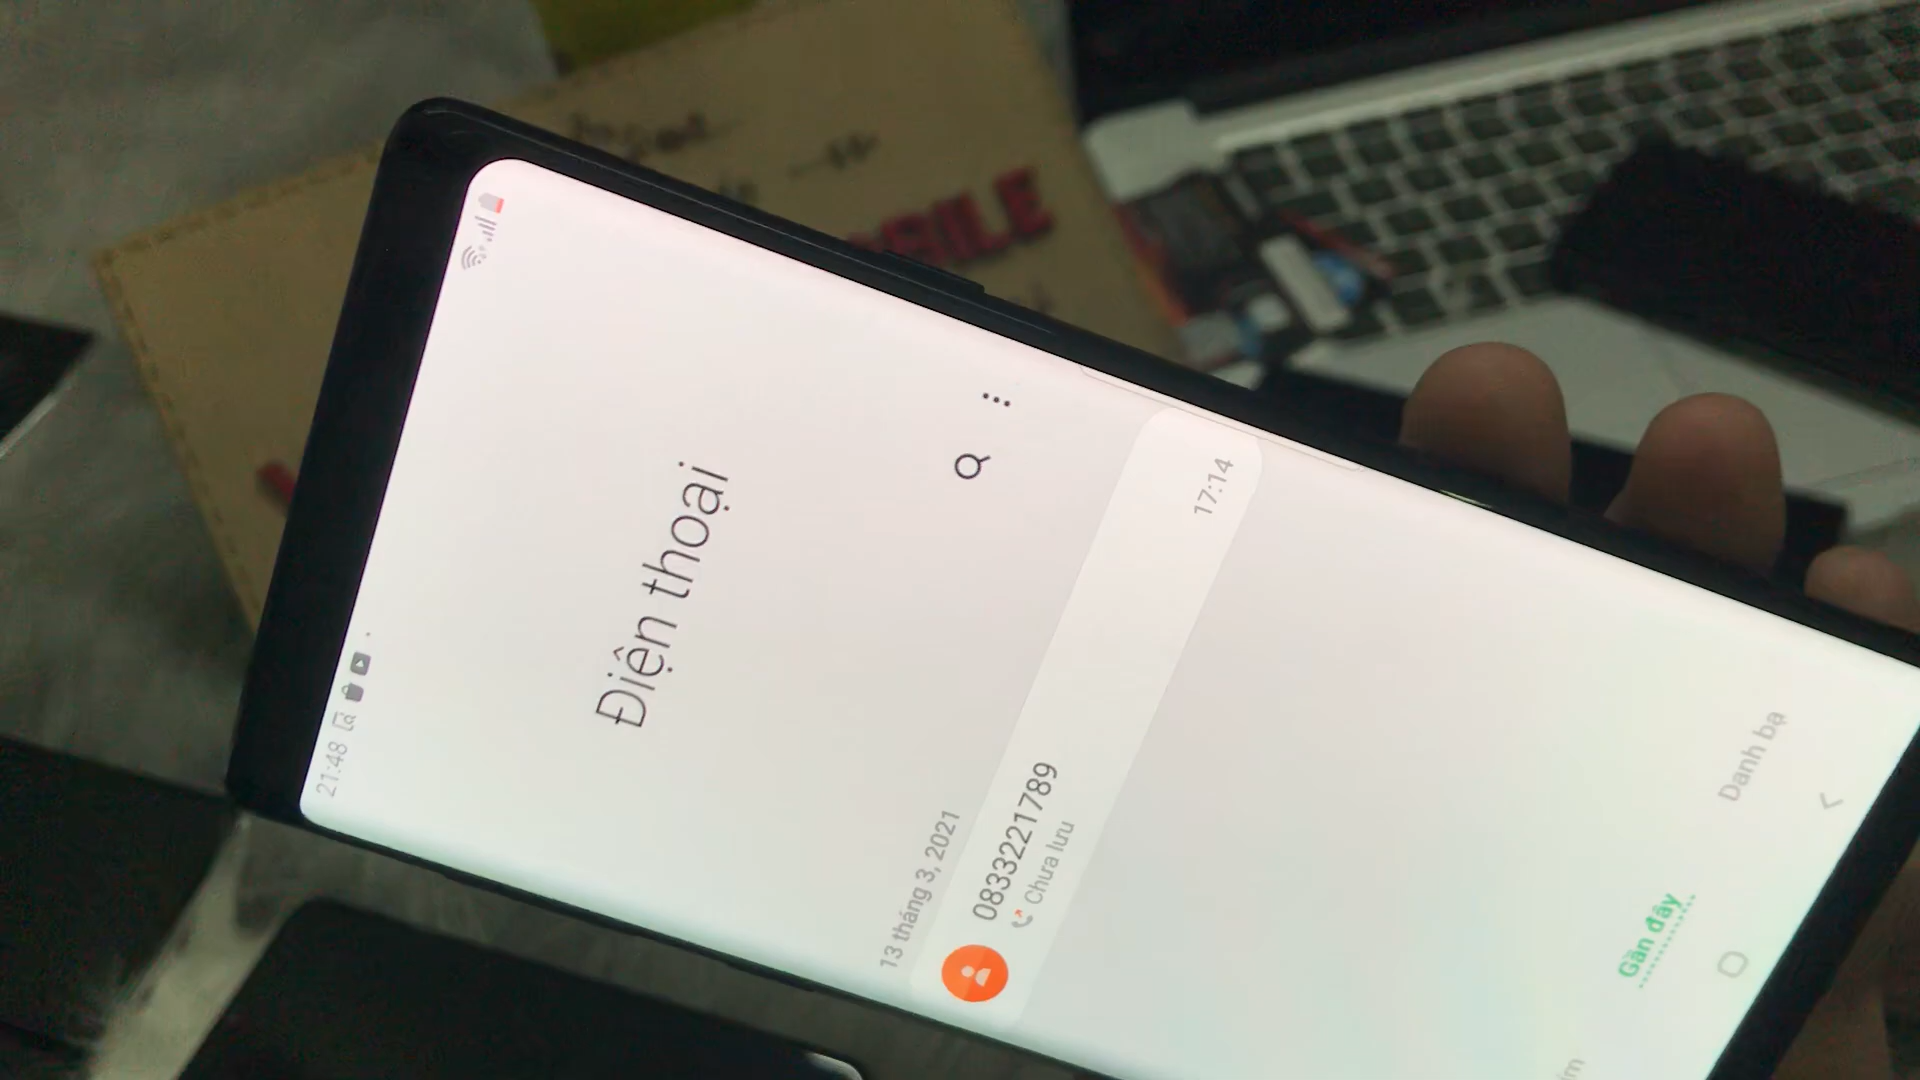 21:48
Điện thoại
13 tháng 3, 2021
0833221789
Chưa lưu
17:14
Gần đây
Danh bạ